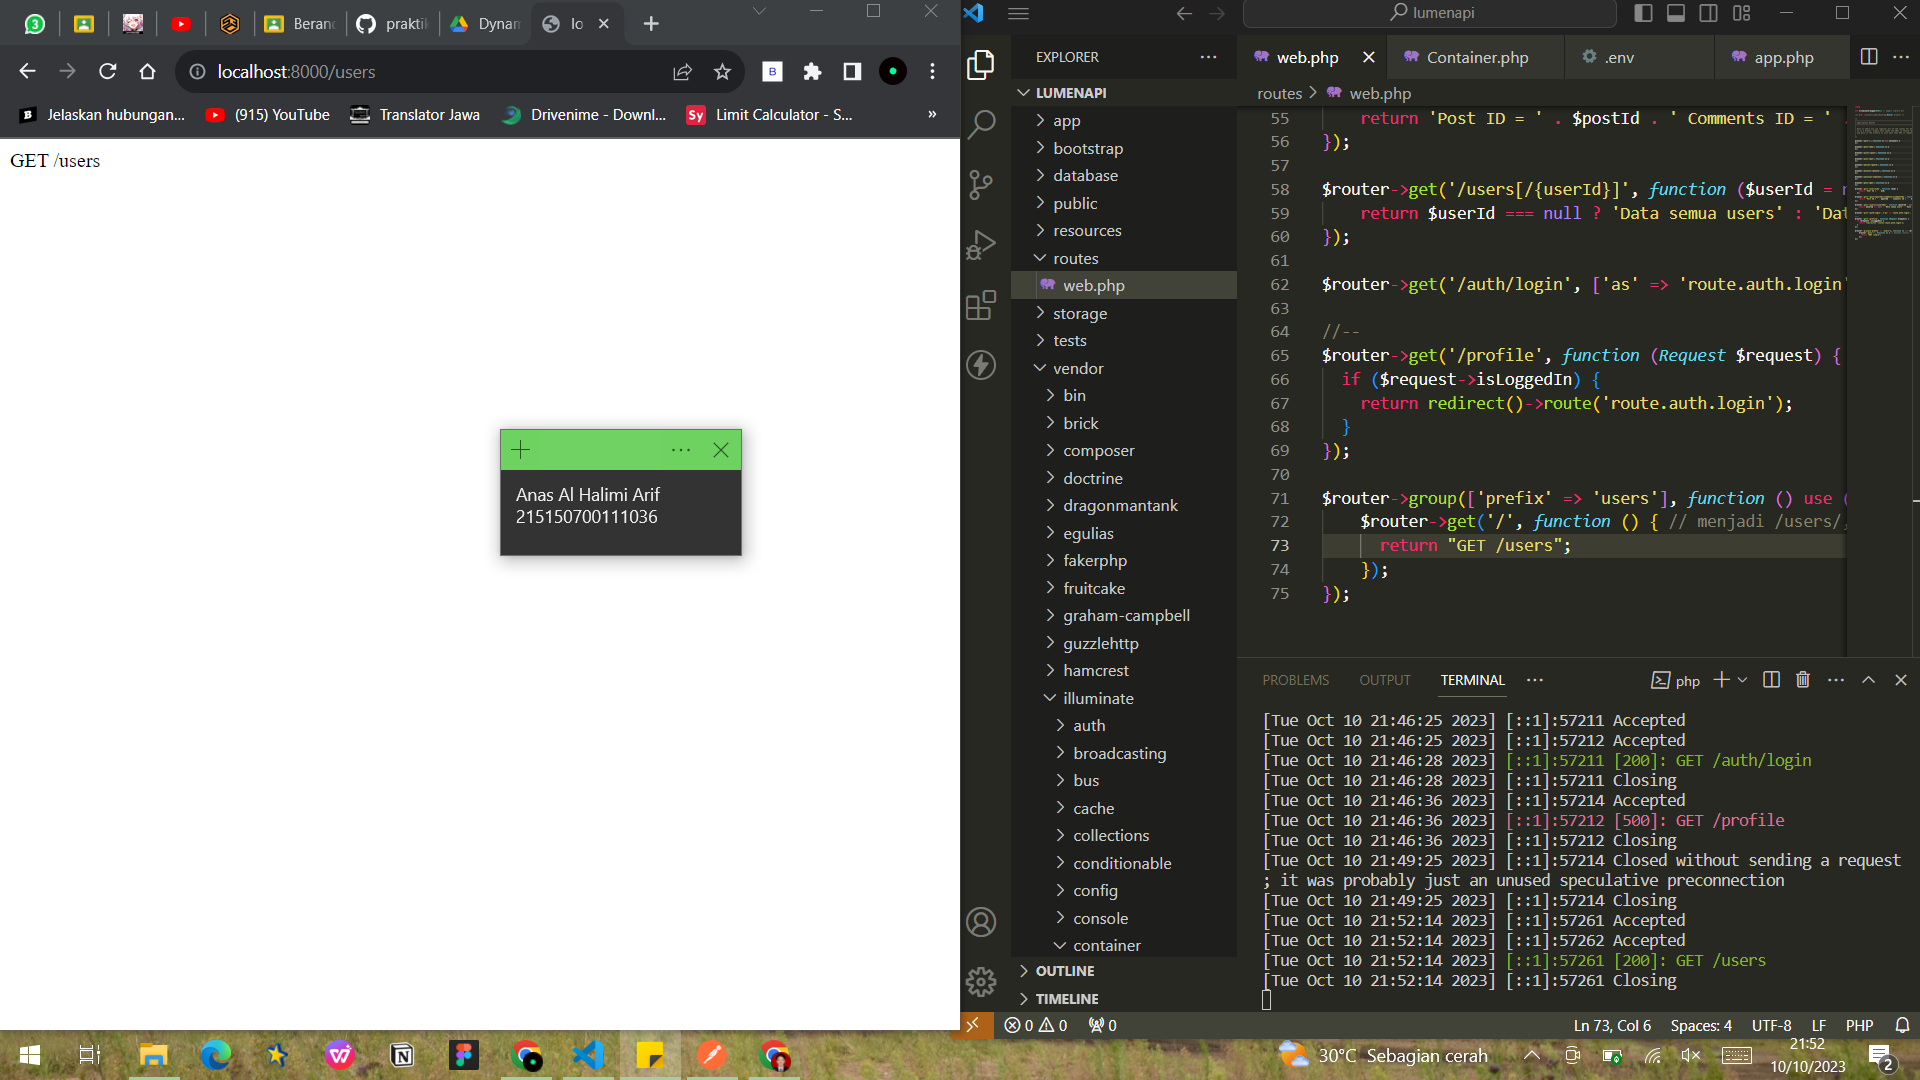 3
Beran
praktik
Dynam
lo
localhost:8000/users
Jelaskan hubungan...
(915) YouTube
Translator Jawa
Drivenime - Downl...
Sy
Limit Calculator - S...
»
GET /users
Anas Al Halimi Arif
215150700111036
lumenapi
EXPLORER
web.php
Container.php
.env
app.php
LUMENAPI
app
bootstrap
database
public
resources
routes
web.php
storage
tests
vendor
bin
brick
composer
doctrine
dragonmantank
egulias
fakerphp
fruitcake
graham-campbell
guzzlehttp
hamcrest
illuminate
auth
broadcasting
bus
cache
collections
conditionable
config
console
container
OUTLINE
TIMELINE
routes > web.php
55 return 'Post ID = ' . $postId . ' Comments ID = ' .
56 });
57
58 $router->get('/users[/{userId}]', function ($userId = n
59 return $userId === null ? 'Data semua users' : 'Dat
60 });
61
62 $router->get('/auth/login', ['as' => 'route.auth.login'
63
64 //--
65 $router->get('/profile', function (Request $request) {
66 if ($request->isLoggedIn) {
67 return redirect()->route('route.auth.login');
68 }
69 });
70
71 $router->group(['prefix' => 'users'], function () use (
72 $router->get('/', function () { // menjadi /users/,
73 return "GET /users";
74 });
75 });
PROBLEMS OUTPUT TERMINAL
php
[Tue Oct 10 21:46:25 2023] [::1]:57211 Accepted
[Tue Oct 10 21:46:25 2023] [::1]:57212 Accepted
[Tue Oct 10 21:46:28 2023] [::1]:57211 [200]: GET /auth/login
[Tue Oct 10 21:46:28 2023] [::1]:57211 Closing
[Tue Oct 10 21:46:36 2023] [::1]:57214 Accepted
[Tue Oct 10 21:46:36 2023] [::1]:57212 [500]: GET /profile
[Tue Oct 10 21:46:36 2023] [::1]:57212 Closing
[Tue Oct 10 21:49:25 2023] [::1]:57214 Closed without sending a request
; it was probably just an unused speculative preconnection
[Tue Oct 10 21:49:25 2023] [::1]:57214 Closing
[Tue Oct 10 21:52:14 2023] [::1]:57261 Accepted
[Tue Oct 10 21:52:14 2023] [::1]:57262 Accepted
[Tue Oct 10 21:52:14 2023] [::1]:57261 [200]: GET /users
[Tue Oct 10 21:52:14 2023] [::1]:57261 Closing
0 0 0
Ln 73, Col 6 Spaces: 4 UTF-8 LF PHP
30°C Sebagian cerah
21:52
10/10/2023
2